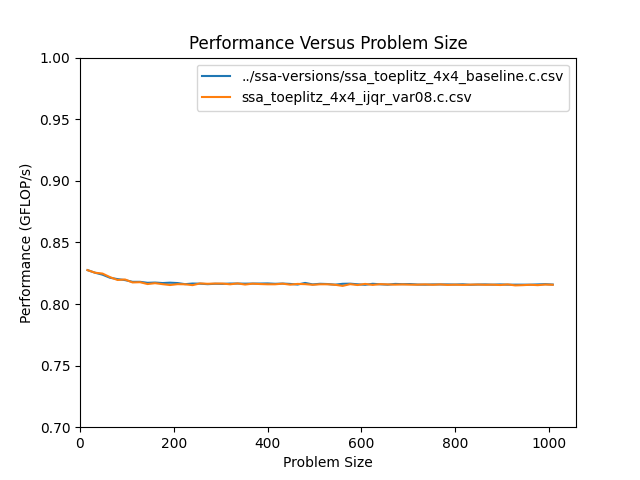 Performance Versus Problem Size
../ssa-versions/ssa_toeplitz_4x4_baseline.c.csv
ssa_toeplitz_4x4_ijqr_var08.c.csv
Performance (GFLOP/s)
1.00
0.95
0.90
0.85
0.80
0.75
0.70
0
200
400
600
800
1000
Problem Size